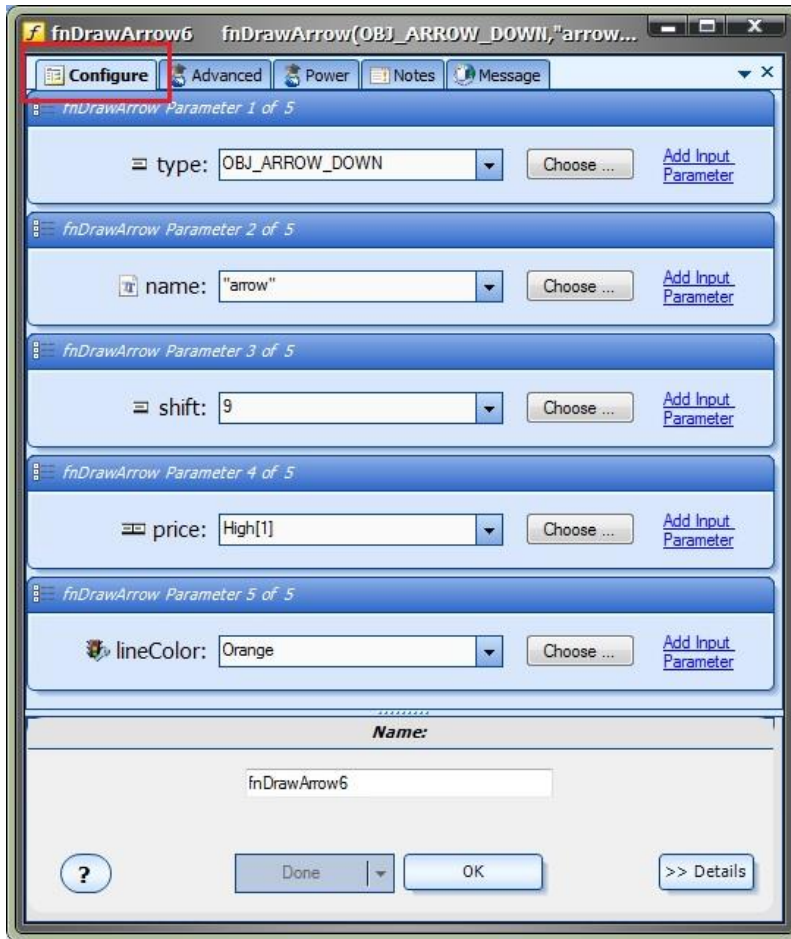 fnDrawArrow6 fnDrawArrow(OBJ_ARROW_DOWN,"arrow...
Configure Advanced Power Notes Message
fnDrawArrow Parameter 1 of 5
type: OBJ_ARROW_DOWN Choose ... Add Input
Parameter
fnDrawArrow Parameter 2 of 5
name: "arrow" Choose ... Add Input
Parameter
fnDrawArrow Parameter 3 of 5
shift: 9 Choose ... Add Input
Parameter
fnDrawArrow Parameter 4 of 5
price: High[1] Choose ... Add Input
Parameter
fnDrawArrow Parameter 5 of 5
lineColor: Orange Choose ... Add Input
Parameter
Name:
fnDrawArrow6
? Done OK >> Details